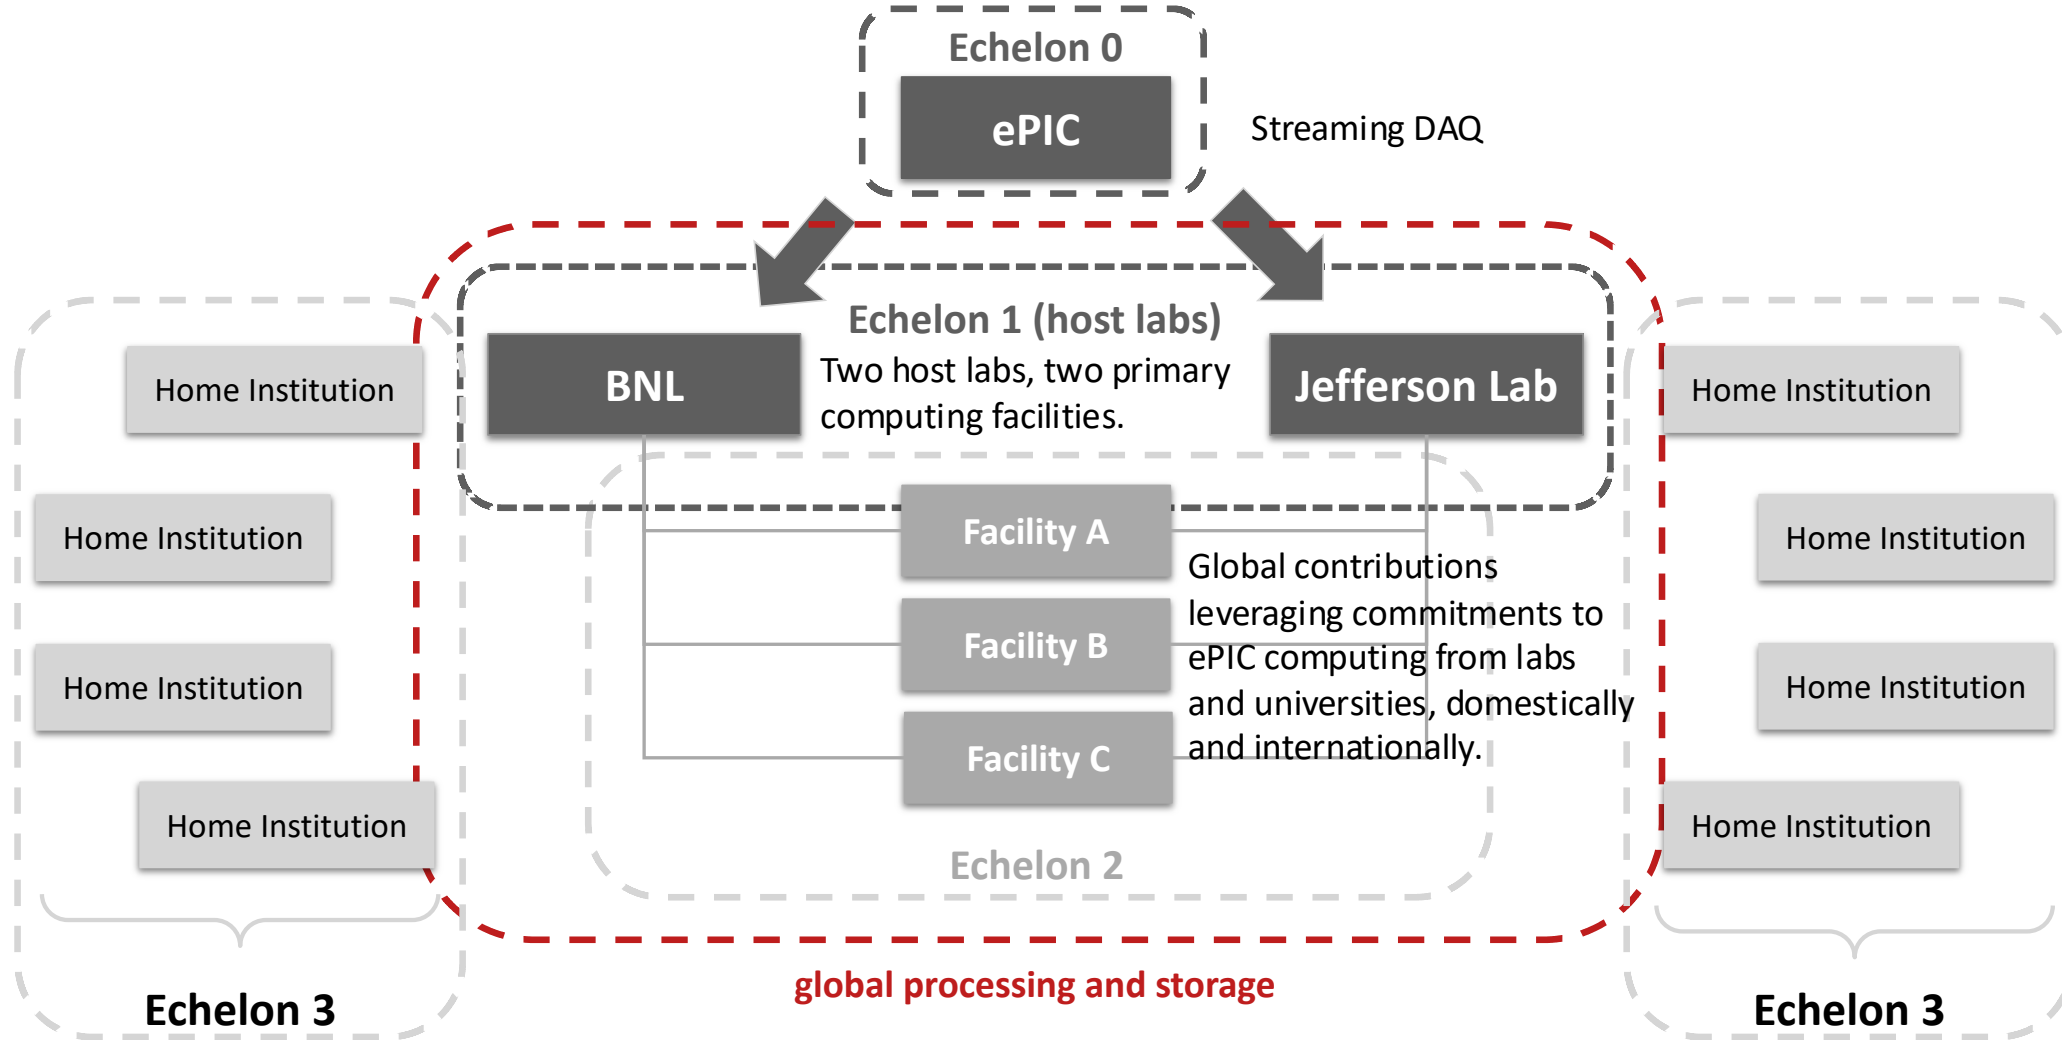 Echelon 0
ePIC
Streaming DAQ
Echelon 1 (host labs)
BNL
Two host labs, two primary
computing facilities.
Jefferson Lab
Home Institution
Home Institution
Home Institution
Home Institution
Echelon 3
Facility A
Facility B
Facility C
Global contributions
leveraging commitments to
ePIC computing from labs
and universities, domestically
and internationally.
Echelon 2
global processing and storage
Home Institution
Home Institution
Home Institution
Home Institution
Echelon 3